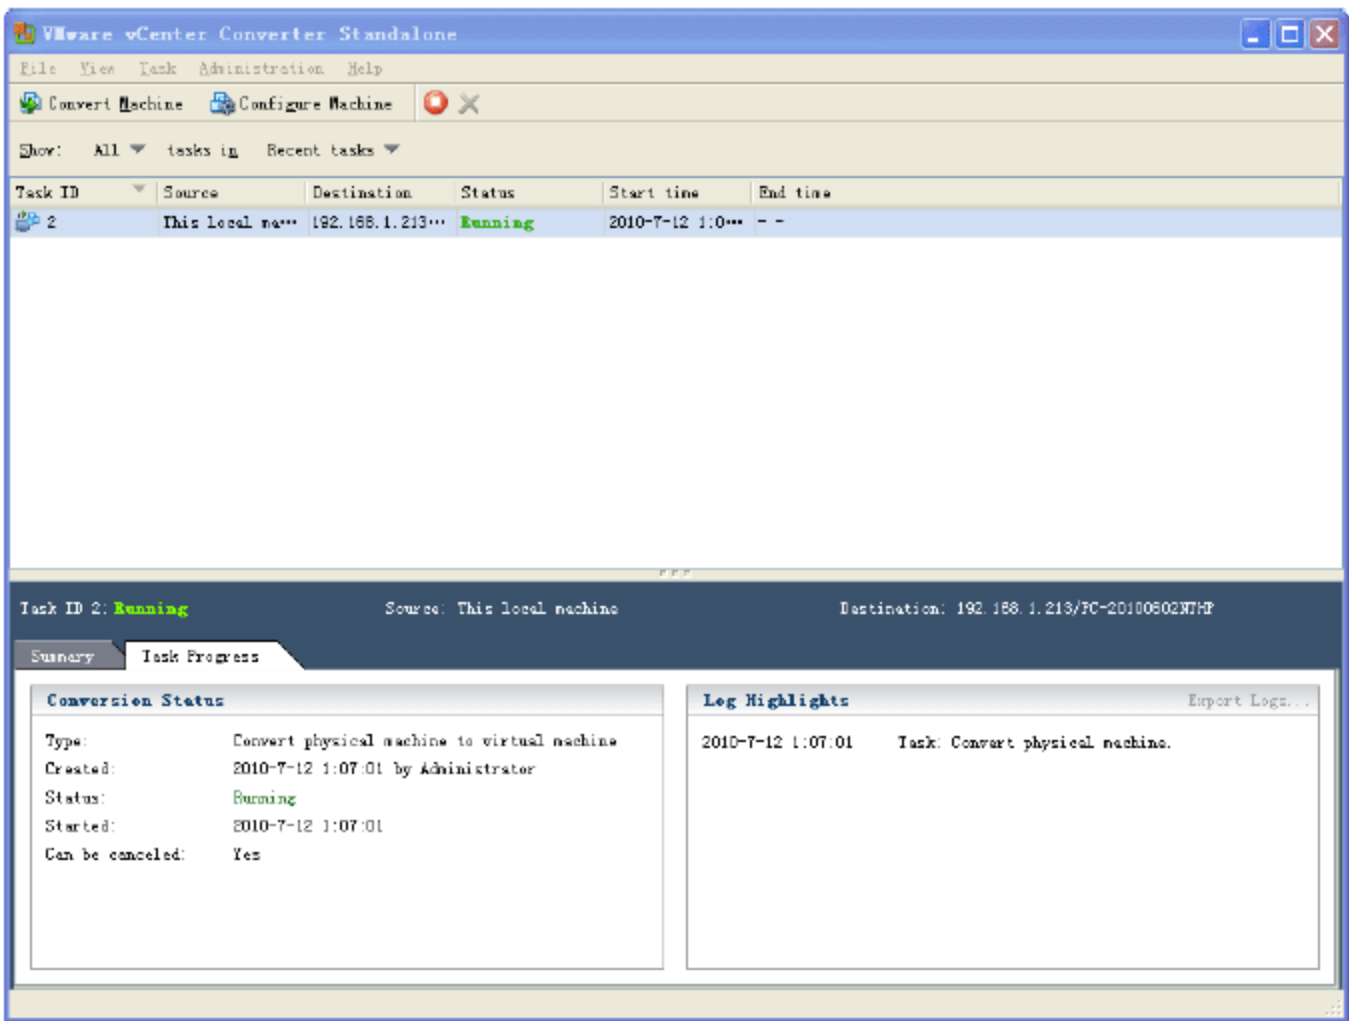 VMware vCenter Converter Standalone
File View Task Administration Help
Convert Machine Configure Machine
Show: All tasks in Recent tasks
Task ID Source Destination Status Start time End time
2 This local ma… 192.168.1.213… Running 2010-7-12 1:0… - -
Task ID 2: Running Source: This local machine Destination: 192.168.1.213/PC-20100602NTHP
Summary Task Progress
Conversion Status Log Highlights Export Logs...
Type: Convert physical machine to virtual machine 2010-7-12 1:07:01 Task: Convert physical machine.
Created: 2010-7-12 1:07:01 by Administrator
Status: Running
Started: 2010-7-12 1:07:01
Can be canceled: Yes